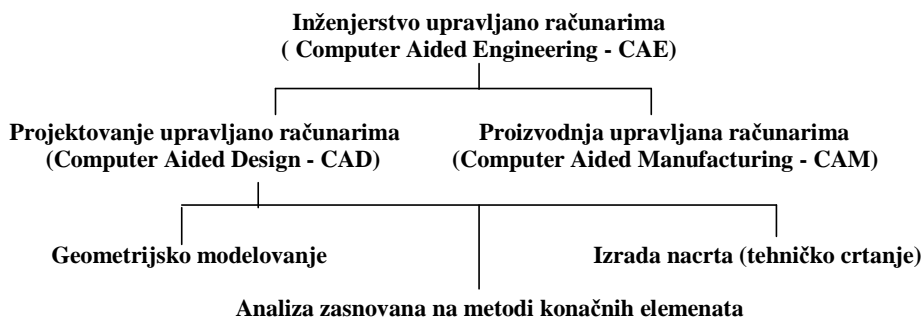 Inženjerstvo upravljano računarima
( Computer Aided Engineering - CAE)
Projektovanje upravljano računarima
(Computer Aided Design - CAD)
Proizvodnja upravljana računarima
(Computer Aided Manufacturing - CAM)
Geometrijsko modelovanje
Izrada nacrta (tehničko crtanje)
Analiza zasnovana na metodi konačnih elemenata